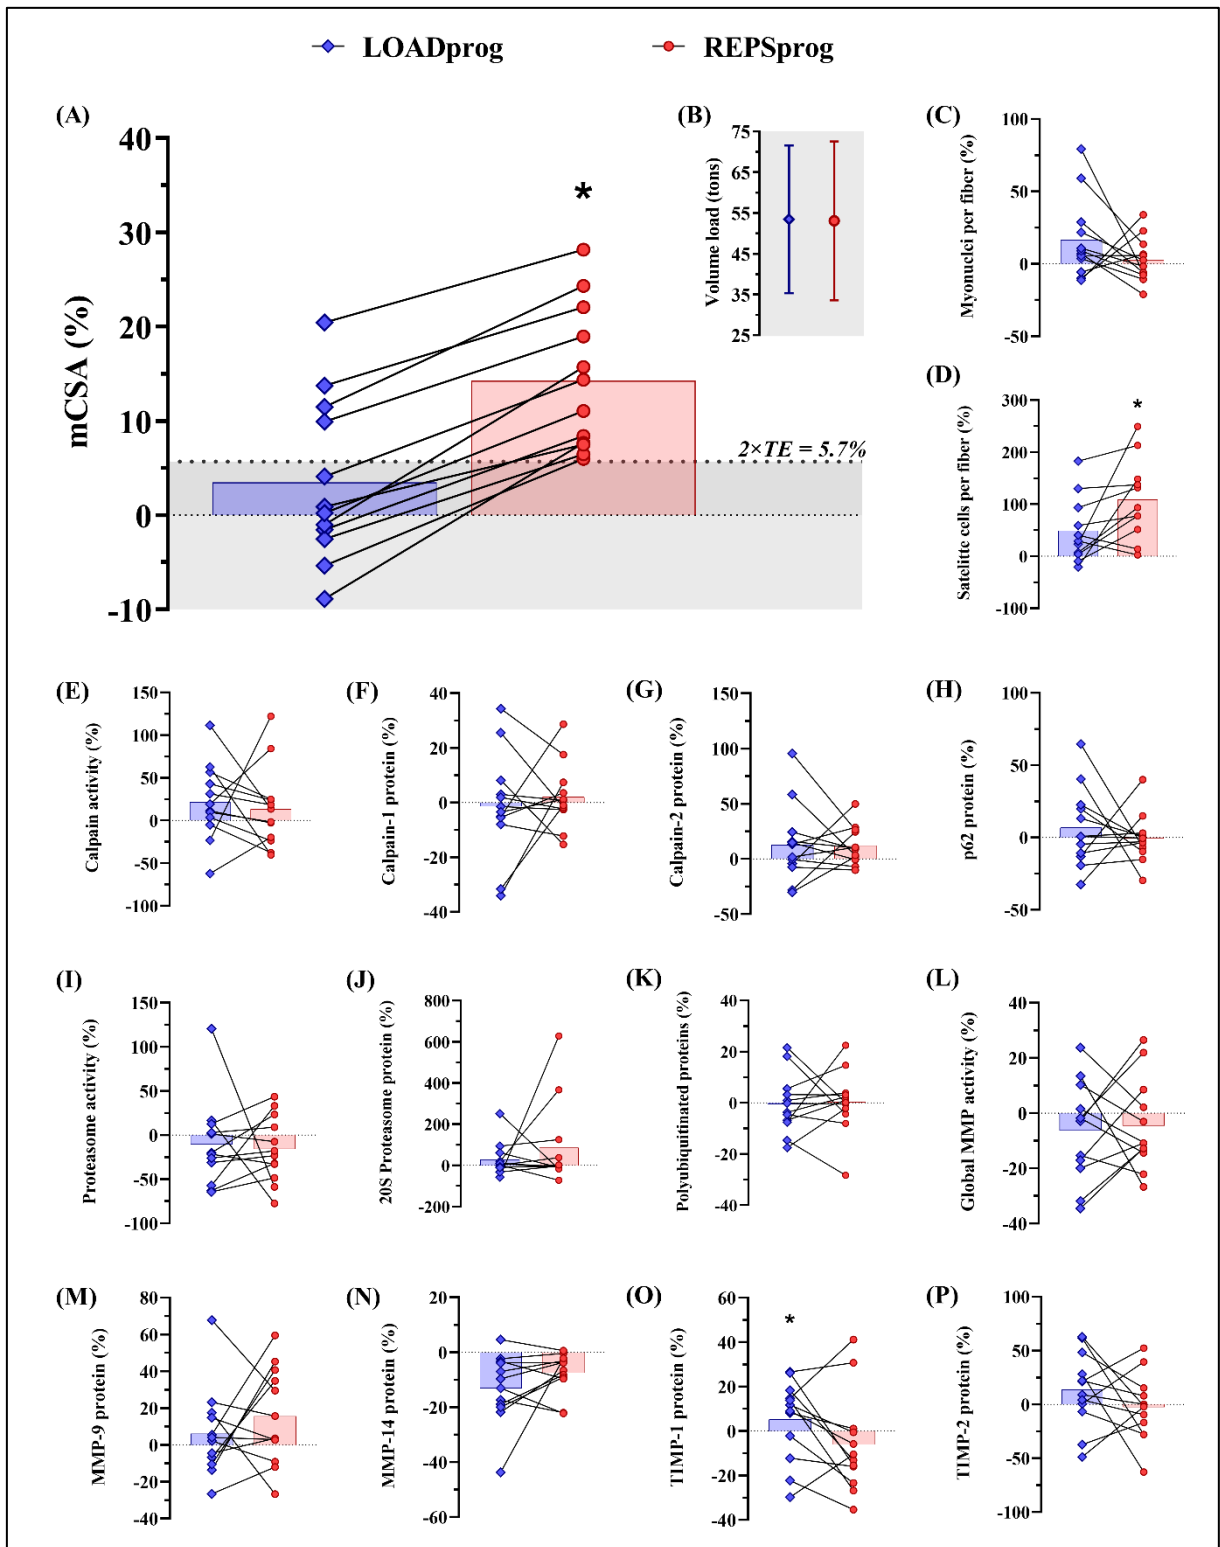 LOADprog REPSprog
(A)
mCSA (%)
40
30
20
10
0
-10
*
2×TE = 5.7%
(B)
Volume load (tons)
75
65
55
45
35
25
(C)
Myonuclei per fiber (%)
100
50
0
-50
(D)
Satelitte cells per fiber (%)
300
200
100
0
-100
*
(E)
Calpain activity (%)
150
100
50
0
-50
-100
(F)
Calpain-1 protein (%)
40
20
0
-20
-40
(G)
Calpain-2 protein (%)
150
100
50
0
-50
(H)
p62 protein (%)
100
50
0
-50
(I)
Proteasome activity (%)
150
100
50
0
-50
-100
(J)
20S Proteasome protein (%)
800
600
400
200
0
-200
(K)
Polyubiquitinated proteins (%)
40
20
0
-20
-40
(L)
Global MMP activity (%)
40
20
0
-20
-40
(M)
MMP-9 protein (%)
80
60
40
20
0
-20
-40
(N)
MMP-14 protein (%)
20
0
-20
-40
-60
(O)
TIMP-1 protein (%)
60
40
20
0
-20
-40
*
(P)
TIMP-2 protein (%)
100
50
0
-50
-100